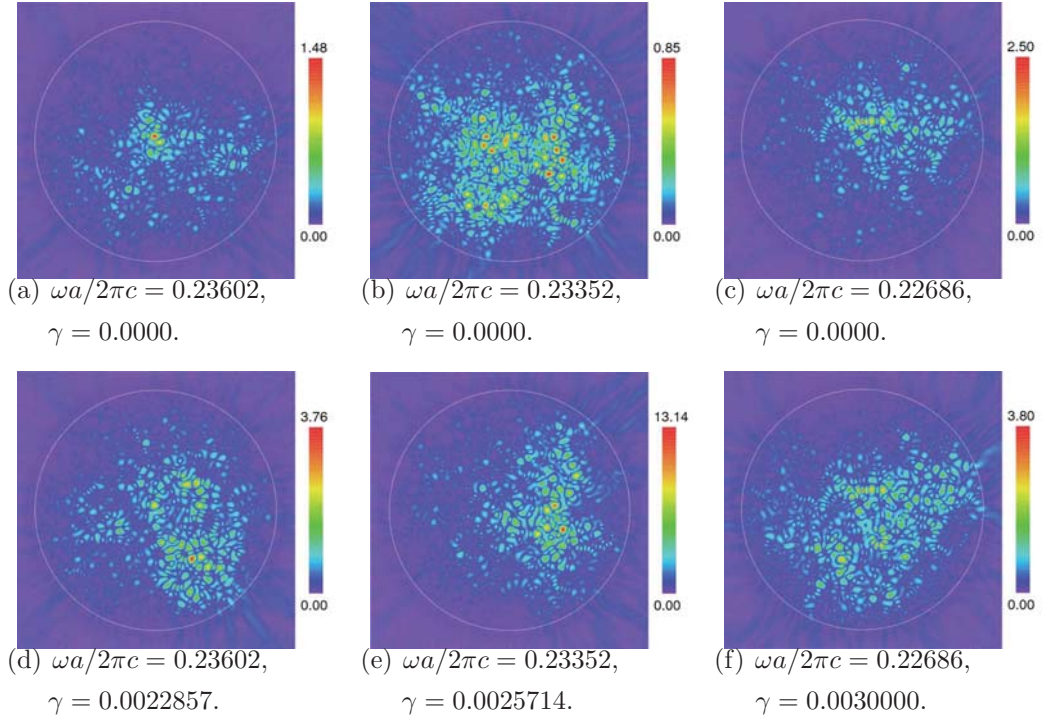 1.48
0.00
0.85
0.00
2.50
0.00
(a) ωa/2πc = 0.23602,
γ = 0.0000.
(b) ωa/2πc = 0.23352,
γ = 0.0000.
(c) ωa/2πc = 0.22686,
γ = 0.0000.
3.76
0.00
13.14
0.00
3.80
0.00
(d) ωa/2πc = 0.23602,
γ = 0.0022857.
(e) ωa/2πc = 0.23352,
γ = 0.0025714.
(f) ωa/2πc = 0.22686,
γ = 0.0030000.